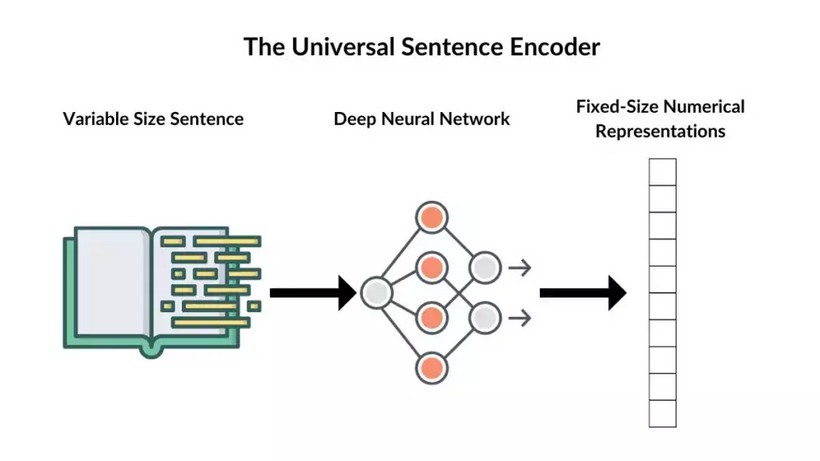 The Universal Sentence Encoder
Variable Size Sentence
Deep Neural Network
Fixed-Size Numerical
Representations